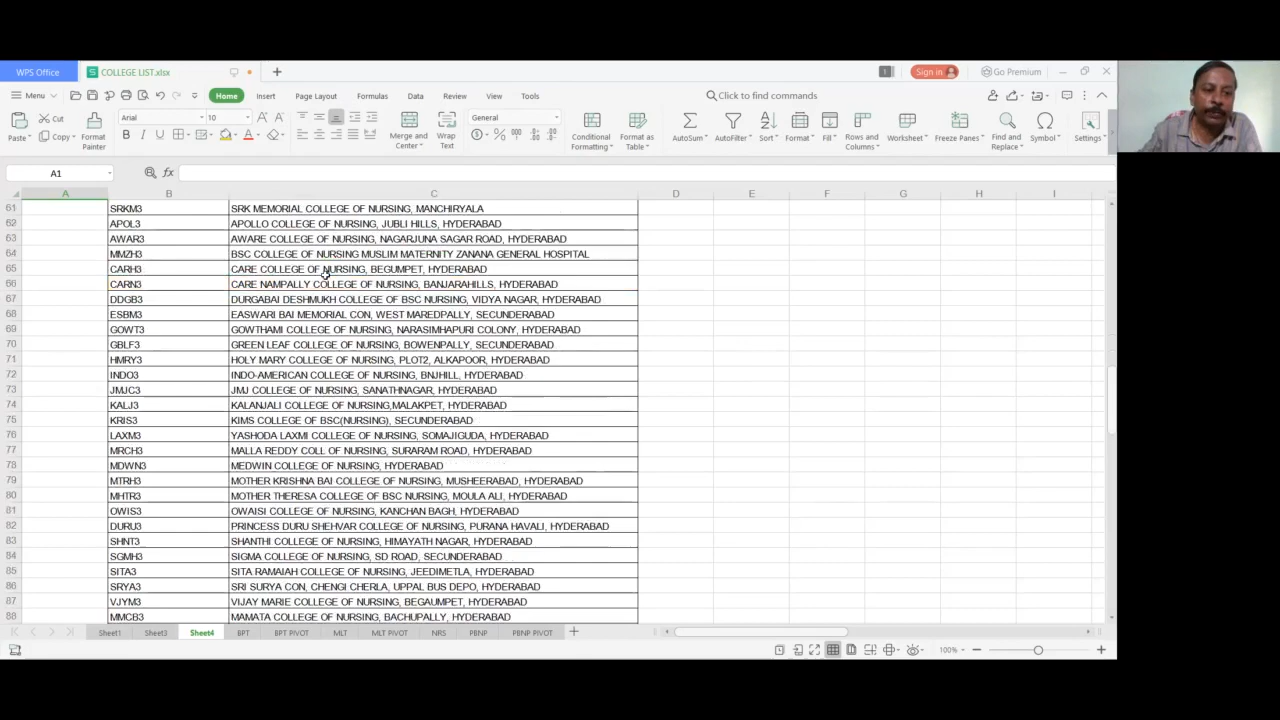 WPS Office COLLEGE LIST.xlsx + 1 Sign in Go Premium
Menu Home Insert Page Layout Formulas Data Review View Tools Click to find commands
Paste Cut Copy Format Painter Arial 10 B I U A Merge and Center Wrap Text General Conditional Formatting Format as Table AutoSum AutoFilter Sort Format Fill Rows and Columns Worksheet Freeze Panes Find and Replace Symbol Settings
A1 fx
A B C D E F G H I
61 SRKM3 SRK MEMORIAL COLLEGE OF NURSING, MANCHIRYALA
62 APOL3 APOLLO COLLEGE OF NURSING, JUBLI HILLS, HYDERABAD
63 AWAR3 AWARE COLLEGE OF NURSING, NAGARJUNA SAGAR ROAD, HYDERABAD
64 MMZH3 BSC COLLEGE OF NURSING MUSLIM MATERNITY ZANANA GENERAL HOSPITAL
65 CARH3 CARE COLLEGE OF NURSING, BEGUMPET, HYDERABAD
66 CARN3 CARE NAMPALLY COLLEGE OF NURSING, BANJARAHILLS, HYDERABAD
67 DDGB3 DURGABAI DESHMUKH COLLEGE OF BSC NURSING, VIDYA NAGAR, HYDERABAD
68 ESBM3 EASWARI BAI MEMORIAL CON, WEST MAREDPALLY, SECUNDERABAD
69 GOWT3 GOWTHAMI COLLEGE OF NURSING, NARASIMHAPURI COLONY, HYDERABAD
70 GBLF3 GREEN LEAF COLLEGE OF NURSING, BOWENPALLY, SECUNDERABAD
71 HMRY3 HOLY MARY COLLEGE OF NURSING, PLOT2, ALKAPOOR, HYDERABAD
72 INDO3 INDO-AMERICAN COLLEGE OF NURSING, BNJHILL, HYDERABAD
73 JMJC3 JMJ COLLEGE OF NURSING, SANATHNAGAR, HYDERABAD
74 KALJ3 KALANJALI COLLEGE OF NURSING,MALAKPET, HYDERABAD
75 KRIS3 KIMS COLLEGE OF BSC(NURSING), SECUNDERABAD
76 LAXM3 YASHODA LAXMI COLLEGE OF NURSING, SOMAJIGUDA, HYDERABAD
77 MRCH3 MALLA REDDY COLL OF NURSING, SURARAM ROAD, HYDERABAD
78 MDWN3 MEDWIN COLLEGE OF NURSING, HYDERABAD
79 MTRH3 MOTHER KRISHNA BAI COLLEGE OF NURSING, MUSHEERABAD, HYDERABAD
80 MHTR3 MOTHER THERESA COLLEGE OF BSC NURSING, MOULA ALI, HYDERABAD
81 OWIS3 OWAISI COLLEGE OF NURSING, KANCHAN BAGH, HYDERABAD
82 DURU3 PRINCESS DURU SHEHVAR COLLEGE OF NURSING, PURANA HAVALI, HYDERABAD
83 SHNT3 SHANTHI COLLEGE OF NURSING, HIMAYATH NAGAR, HYDERABAD
84 SGMH3 SIGMA COLLEGE OF NURSING, SD ROAD, SECUNDERABAD
85 SITA3 SITA RAMAIAH COLLEGE OF NURSING, JEEDIMETLA, HYDERABAD
86 SRYA3 SRI SURYA CON, CHENGI CHERLA, UPPAL BUS DEPO, HYDERABAD
87 VJYM3 VIJAY MARIE COLLEGE OF NURSING, BEGAUMPET, HYDERABAD
88 MMCB3 MAMATA COLLEGE OF NURSING, BACHUPALLY, HYDERABAD
Sheet1 Sheet3 Sheet4 BPT BPT PIVOT MLT MLT PIVOT NRS PBNP PBNP PIVOT +
100%